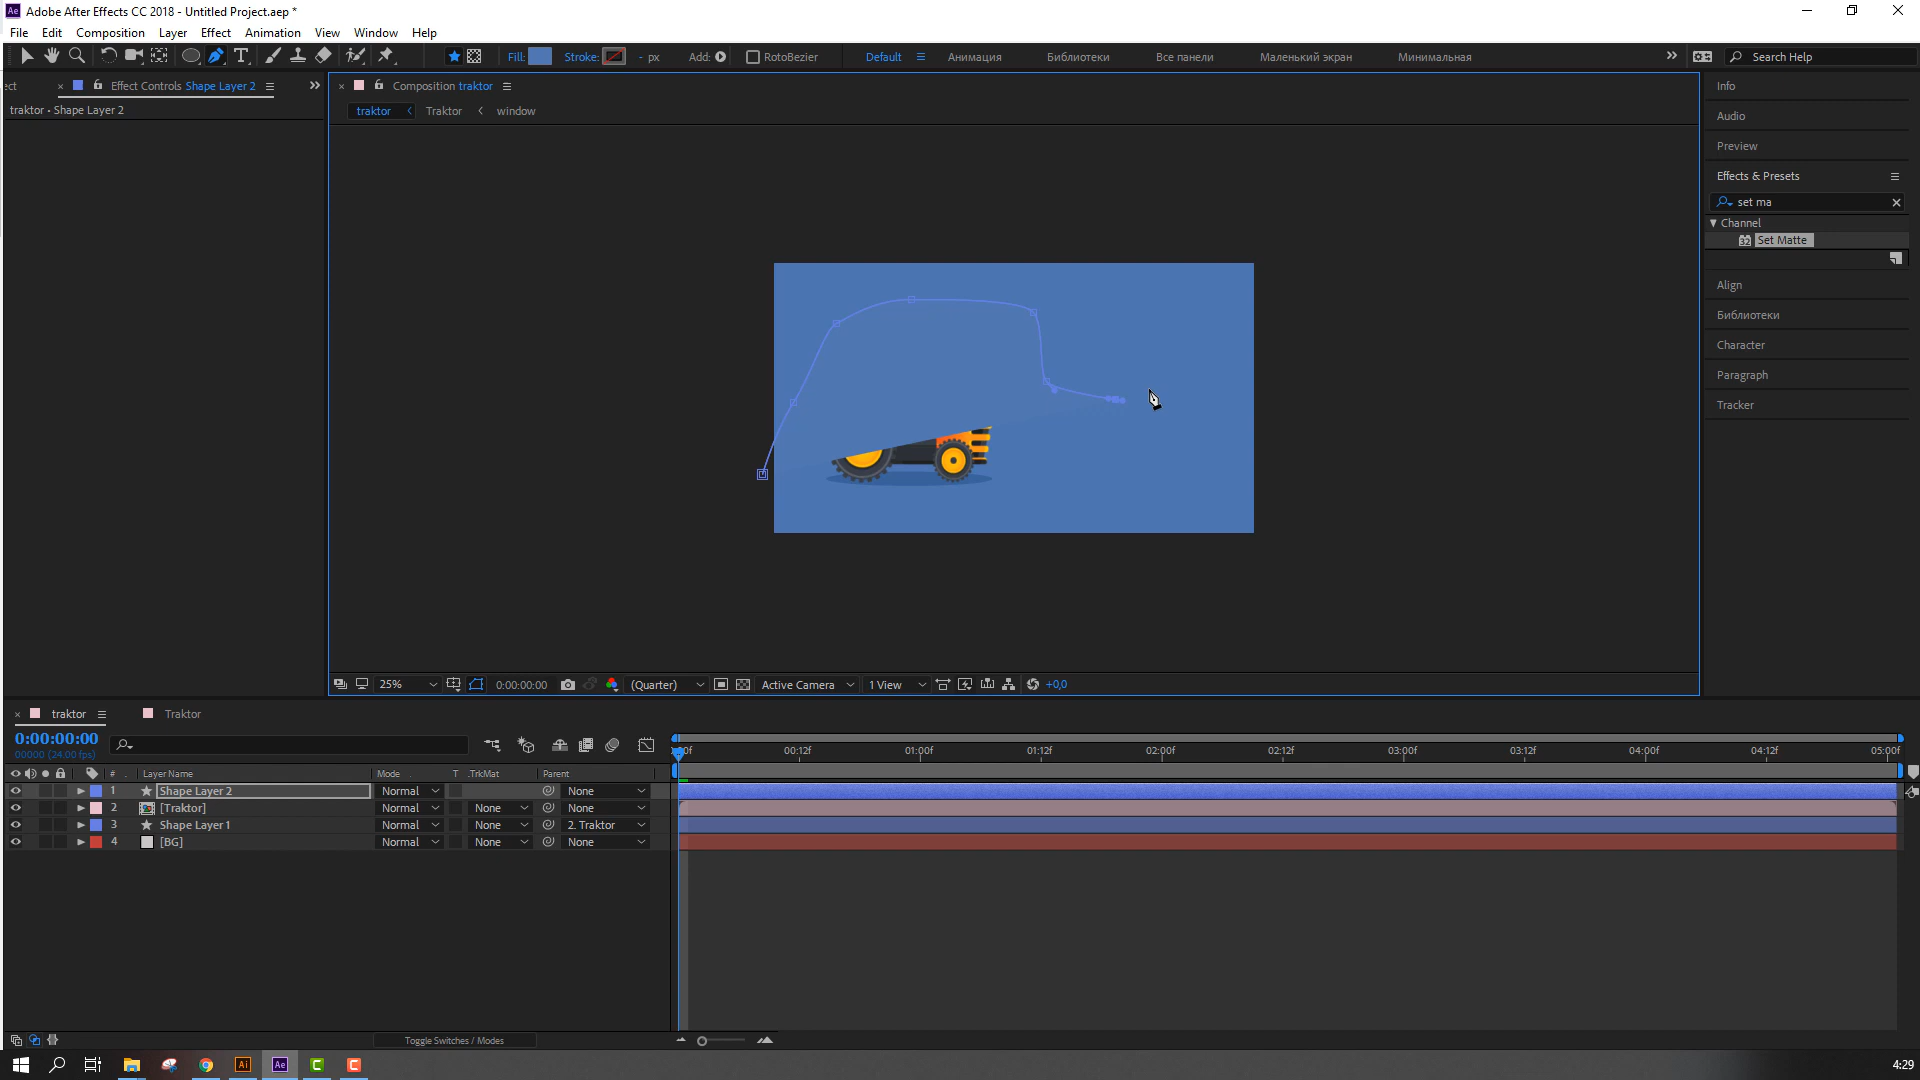 Adobe After Effects CC 2018 - Untitled Project.aep *
File Edit Composition Layer Effect Animation View Window Help
Fill: Stroke: - px Add: RotoBezier Default Анимация Библиотеки Все панели Маленький экран Минимальная Search Help
ect Effect Controls Shape Layer 2
traktor • Shape Layer 2
Composition traktor
traktor Traktor window
Info
Audio
Preview
Effects & Presets
set ma
Channel
32 Set Matte
Align
Библиотеки
Character
Paragraph
Tracker
25% 0:00:00:00 (Quarter) Active Camera 1 View +0,0
traktor Traktor
0:00:00:00
00000 (24.00 fps)
:00f 00:12f 01:00f 01:12f 02:00f 02:12f 03:00f 03:12f 04:00f 04:12f 05:00f
# Layer Name Mode T .TrkMat Parent
1 Shape Layer 2 Normal None
2 [Traktor] Normal None None
3 Shape Layer 1 Normal None 2. Traktor
4 [BG] Normal None None
Toggle Switches / Modes
Ai Ae C C 4:29